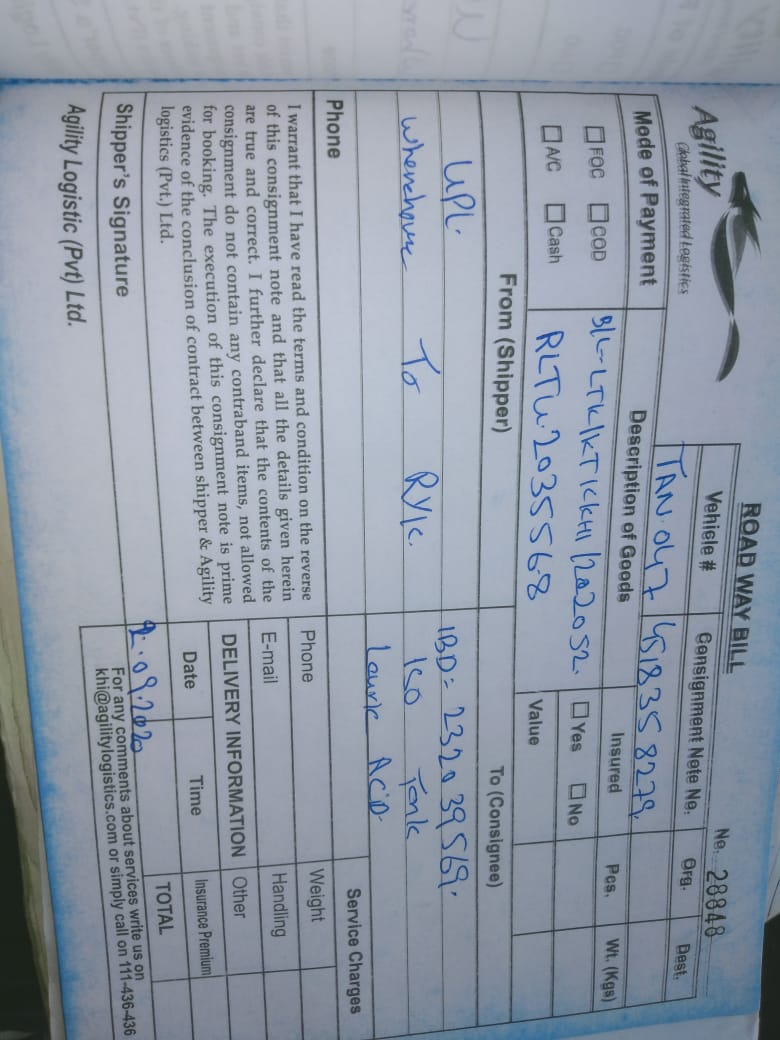 ROAD WAY BILL
Agility
Global Integrated Logistics
No. 28848
Vehicle #
Consignment Note No.
Org.
Dest.
TAN.047
4518358279
Mode of Payment
Description of Goods
Insured
Pcs.
Wt. (Kgs)
FOC
COD
A/C
Cash
B/L-LTK/KTKKHI/202052.
RLTU.2035568
Yes
No
Value
From (Shipper)
To (Consignee)
UPL.
Wherehouse To RYK.
IBD= 232039569.
ISO Tank
Lauric ACD
Phone
Service Charges
I warrant that I have read the terms and condition on the reverse
of this consignment note and that all the details given herein
are true and correct. I further declare that the contents of the
consignment do not contain any contraband items, not allowed
for booking. The execution of this consignment note is prime
evidence of the conclusion of contract between shipper & Agility
logistics (Pvt.) Ltd.
Phone
Weight
E-mail
Handling
DELIVERY INFORMATION
Other
Date
Time
Insurance Premium
TOTAL
.09.2020
Shipper's Signature
For any comments about services write us on
khi@agilitylogistics.com or simply call on 111-436-436
Agility Logistic (Pvt) Ltd.